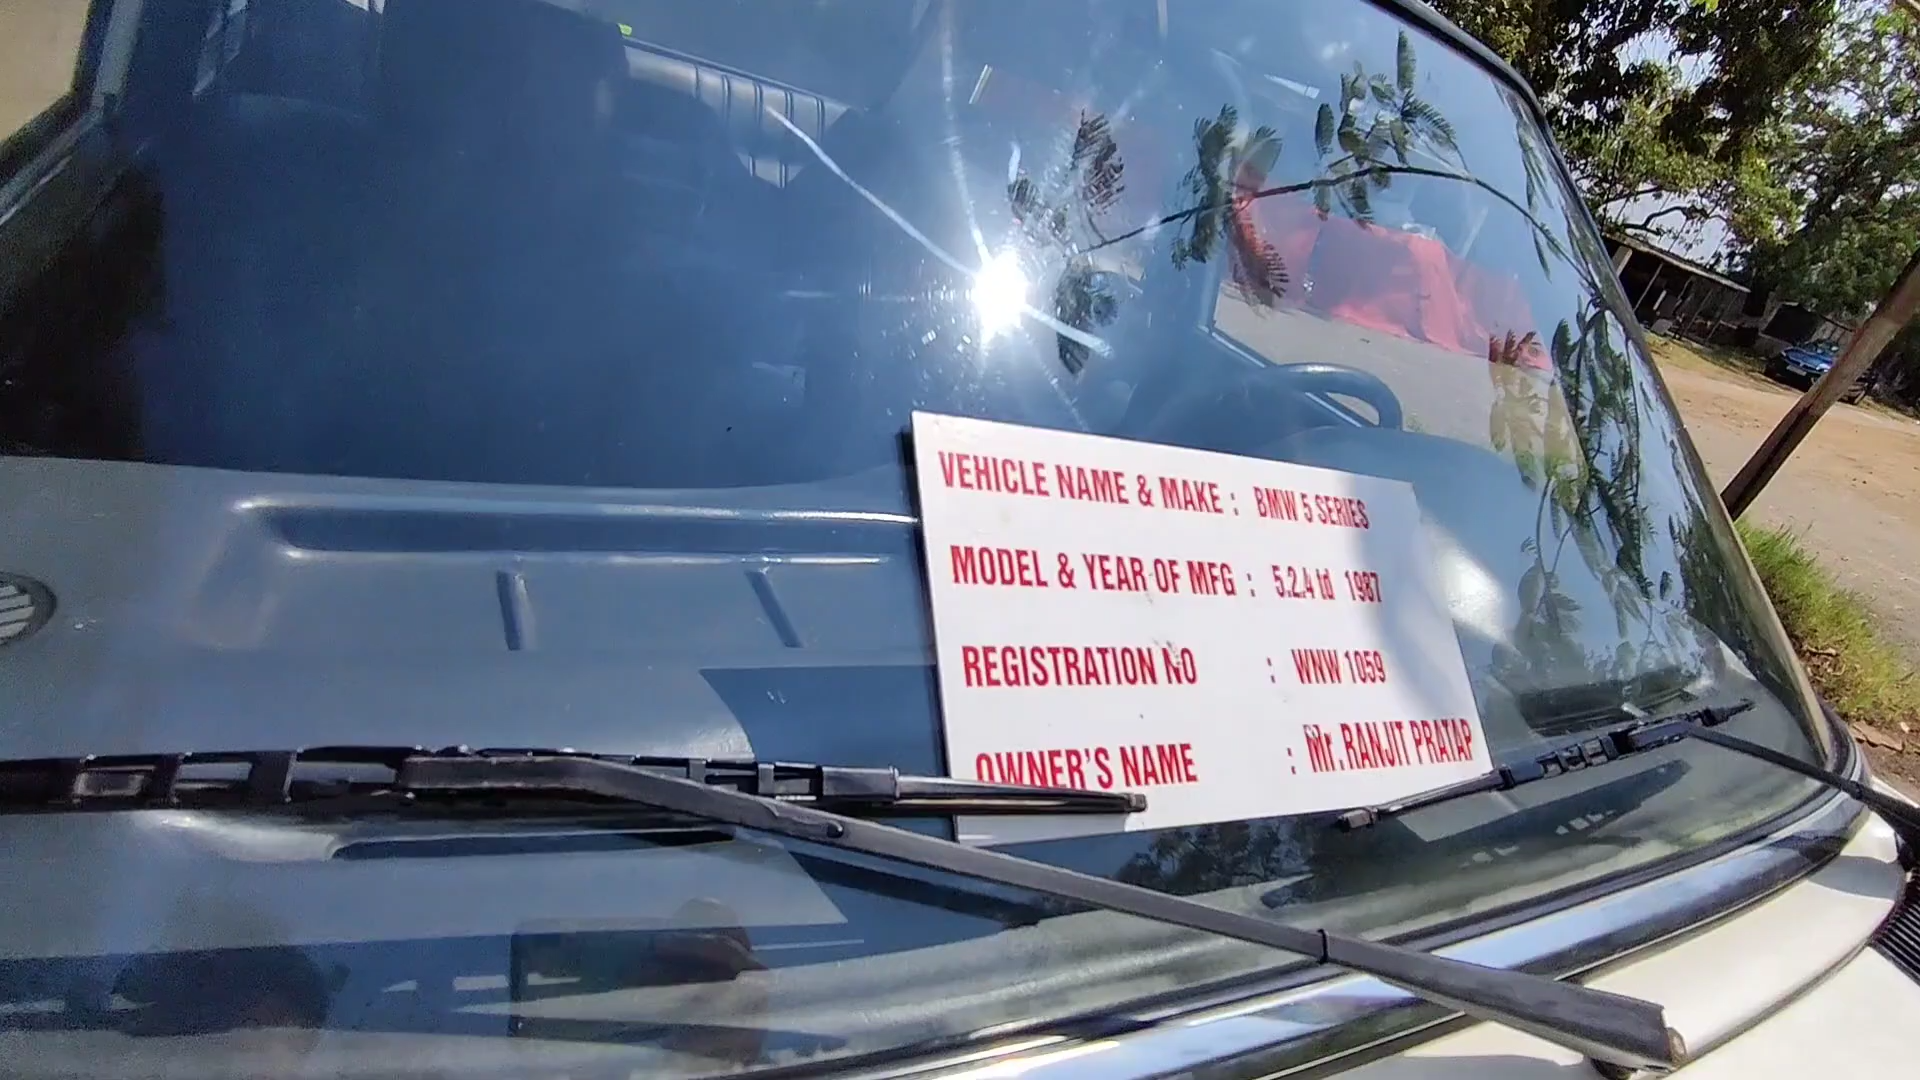 VEHICLE NAME & MAKE : BMW 5 SERIES
MODEL & YEAR OF MFG : 5.2.4 td 1987
REGISTRATION NO : WNW 1059
OWNER'S NAME : Mr. RANJIT PRATAP